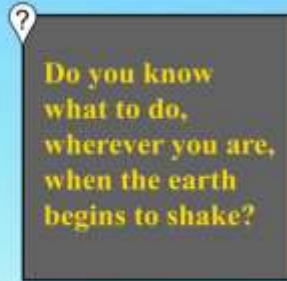 ?
Do you know
what to do,
wherever you are,
when the earth
begins to shake?